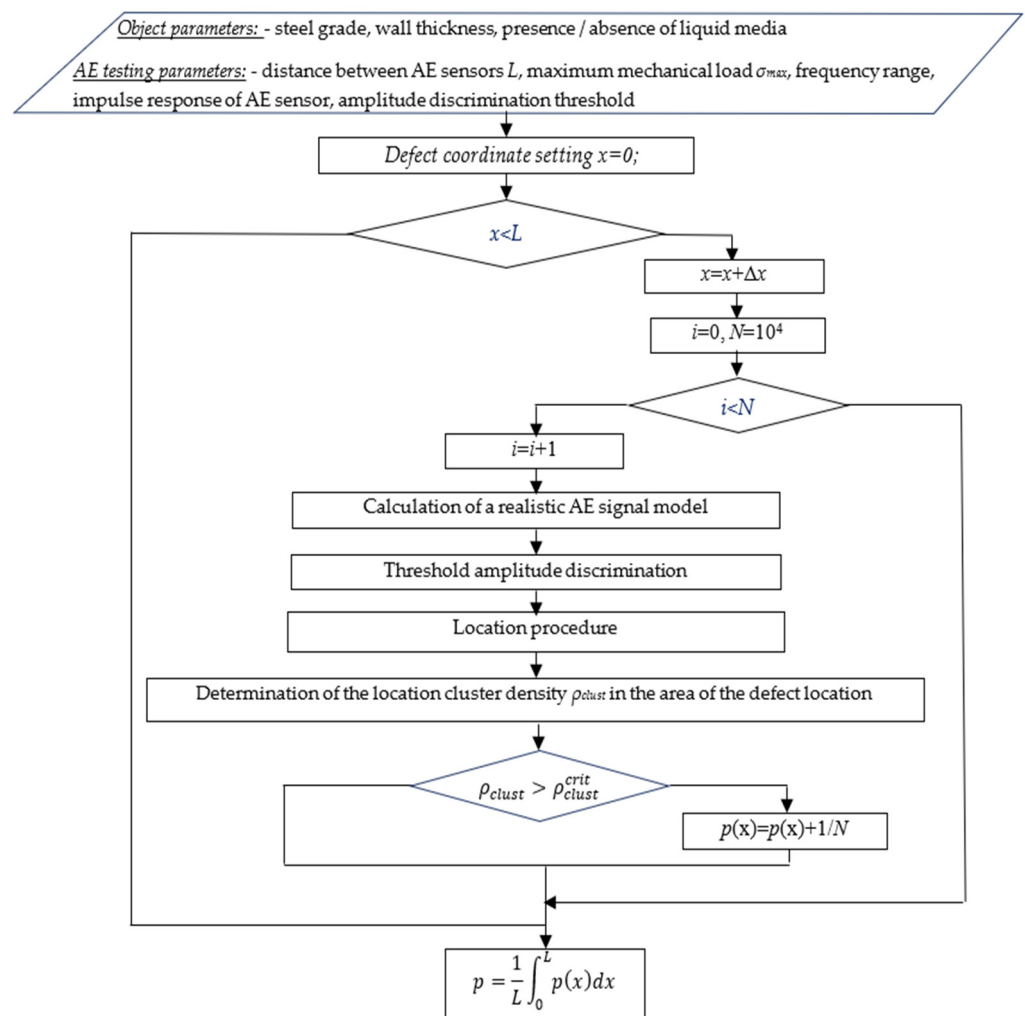 Object parameters: - steel grade, wall thickness, presence / absence of liquid media
AE testing parameters: - distance between AE sensors L, maximum mechanical load σmax, frequency range,
impulse response of AE sensor, amplitude discrimination threshold
Defect coordinate setting x=0;
x<L
x=x+Δx
i=0, N=10⁴
i<N
i=i+1
Calculation of a realistic AE signal model
Threshold amplitude discrimination
Location procedure
Determination of the location cluster density ρclust in the area of the defect location
ρ_clust > ρ_clust^crit
p(x)=p(x)+1/N
p = 1/L ∫₀ᴸ p(x)dx